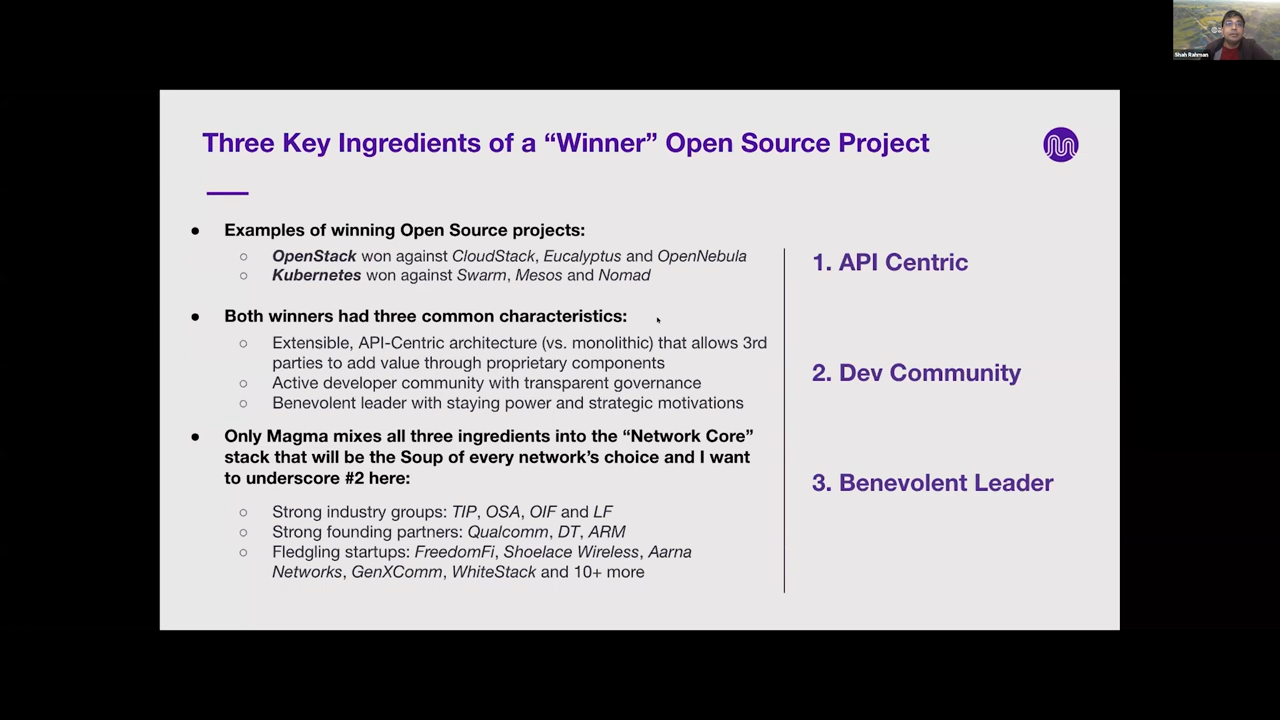 Shah Rahman
Three Key Ingredients of a “Winner” Open Source Project
● Examples of winning Open Source projects:
○ OpenStack won against CloudStack, Eucalyptus and OpenNebula
○ Kubernetes won against Swarm, Mesos and Nomad
● Both winners had three common characteristics:
○ Extensible, API-Centric architecture (vs. monolithic) that allows 3rd
parties to add value through proprietary components
○ Active developer community with transparent governance
○ Benevolent leader with staying power and strategic motivations
● Only Magma mixes all three ingredients into the “Network Core”
stack that will be the Soup of every network’s choice and I want
to underscore #2 here:
○ Strong industry groups: TIP, OSA, OIF and LF
○ Strong founding partners: Qualcomm, DT, ARM
○ Fledgling startups: FreedomFi, Shoelace Wireless, Aarna
Networks, GenXComm, WhiteStack and 10+ more
1. API Centric
2. Dev Community
3. Benevolent Leader